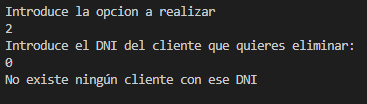 Introduce la opcion a realizar
2
Introduce el DNI del cliente que quieres eliminar:
0
No existe ningún cliente con ese DNI